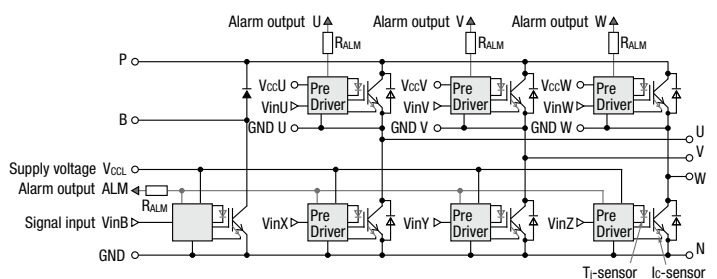 Alarm output U Alarm output V Alarm output W
RALM RALM RALM
P
VCCU VCCV VCCW
Pre Driver Pre Driver Pre Driver
VinU VinV VinW
B
GND U GND V GND W
U
V
W
Supply voltage VCCL
Alarm output ALM
RALM
Signal input VinB VinX VinY VinZ
Pre Driver Pre Driver Pre Driver
GND N
Tj-sensor IC-sensor